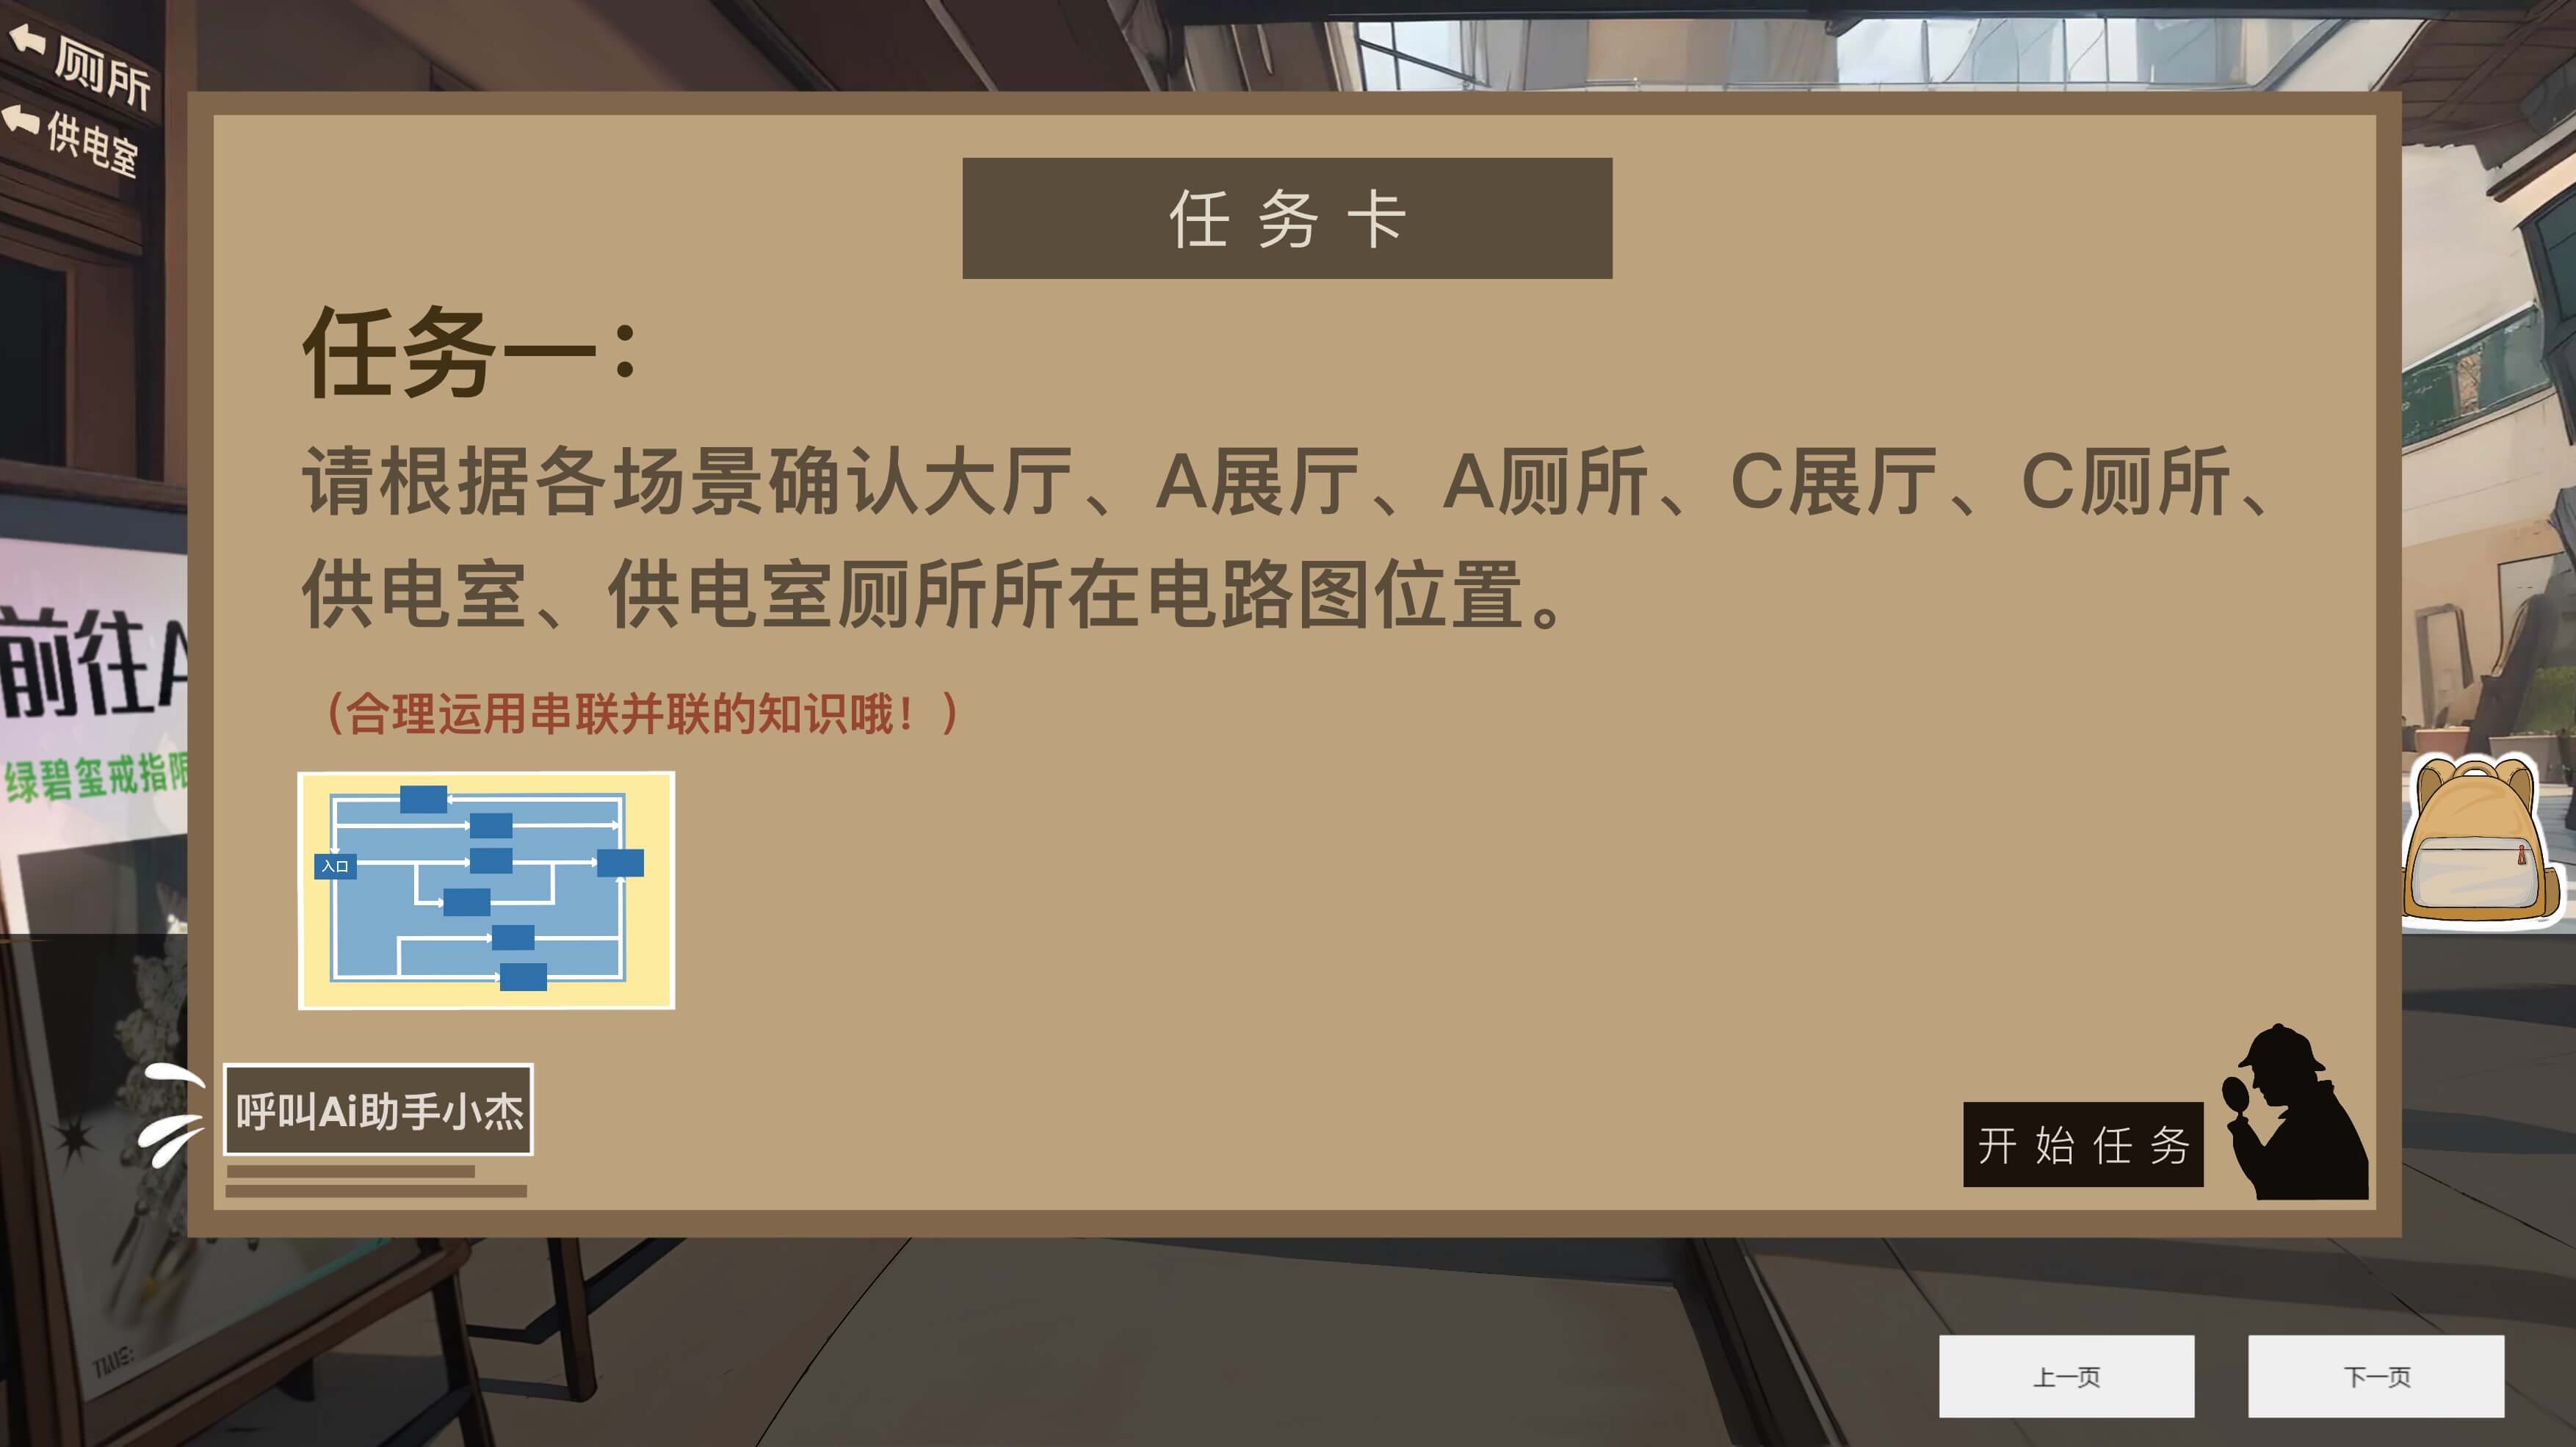 厕所
供电室
任务卡
任务一：
请根据各场景确认大厅、A展厅、A厕所、C展厅、C厕所、
供电室、供电室厕所所在电路图位置。
（合理运用串联并联的知识哦！）
前往A
绿碧玺戒指限
入口
呼叫Ai助手小杰
开始任务
TIME:
上一页
下一页